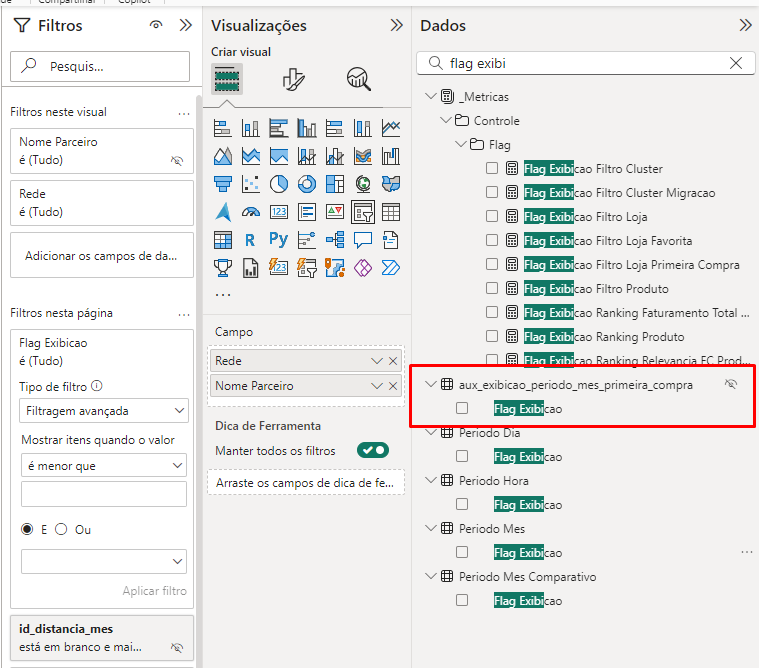 Compartilhar
Copilot
Filtros
Pesquis...
Filtros neste visual
...
Nome Parceiro
é (Tudo)
Rede
é (Tudo)
Adicionar os campos de da...
Filtros nesta página
...
Flag Exibicao
é (Tudo)
Tipo de filtro
Filtragem avançada
Mostrar itens quando o valor
é menor que
E
Ou
Aplicar filtro
id_distancia_mes
está em branco e mai...
Visualizações
Criar visual
123
R
Py
123
...
Campo
Rede
Nome Parceiro
Dica de Ferramenta
Manter todos os filtros
Arraste os campos de dica de fe...
Dados
flag exibi
_Metricas
Controle
Flag
Flag Exibicao Filtro Cluster
Flag Exibicao Filtro Cluster Migracao
Flag Exibicao Filtro Loja
Flag Exibicao Filtro Loja Favorita
Flag Exibicao Filtro Loja Primeira Compra
Flag Exibicao Filtro Produto
Flag Exibicao Ranking Faturamento Total ...
Flag Exibicao Ranking Produto
Flag Exibicao Ranking Relevancia FC Prod...
aux_exibicao_periodo_mes_primeira_compra
Flag Exibicao
Periodo Dia
Flag Exibicao
Periodo Hora
Flag Exibicao
Periodo Mes
Flag Exibicao
...
Periodo Mes Comparativo
Flag Exibicao